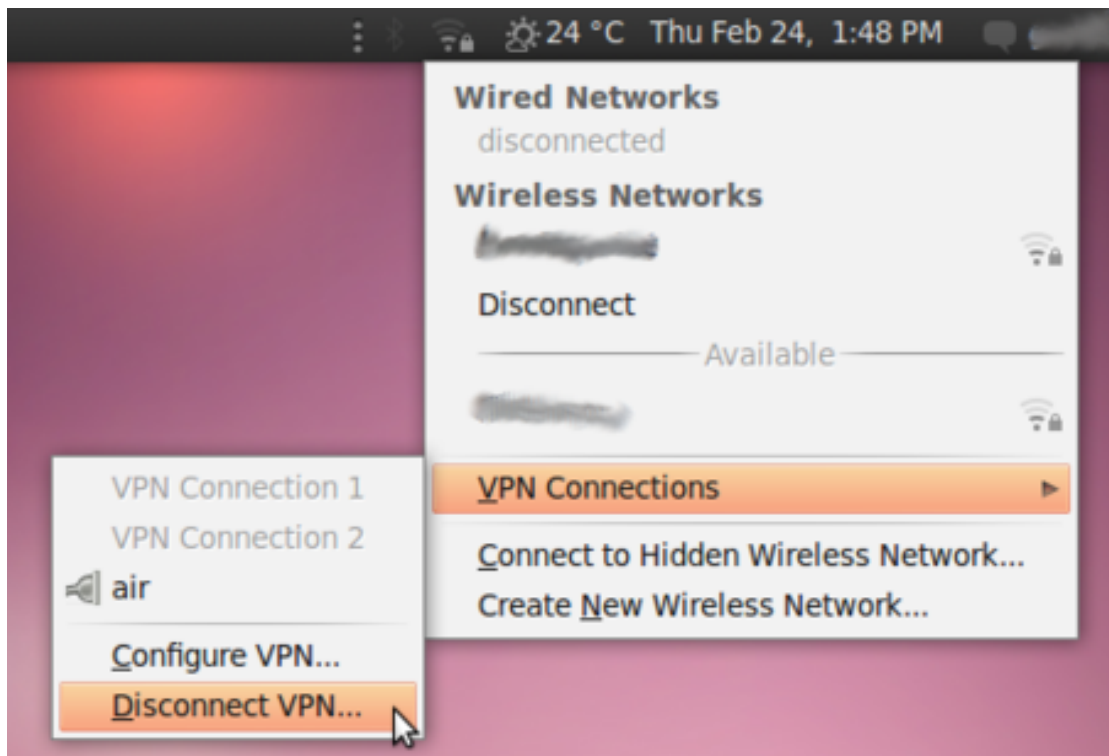 24 °C Thu Feb 24, 1:48 PM
Wired Networks
disconnected
Wireless Networks
Disconnect
Available
VPN Connections
Connect to Hidden Wireless Network...
Create New Wireless Network...
VPN Connection 1
VPN Connection 2
air
Configure VPN...
Disconnect VPN...